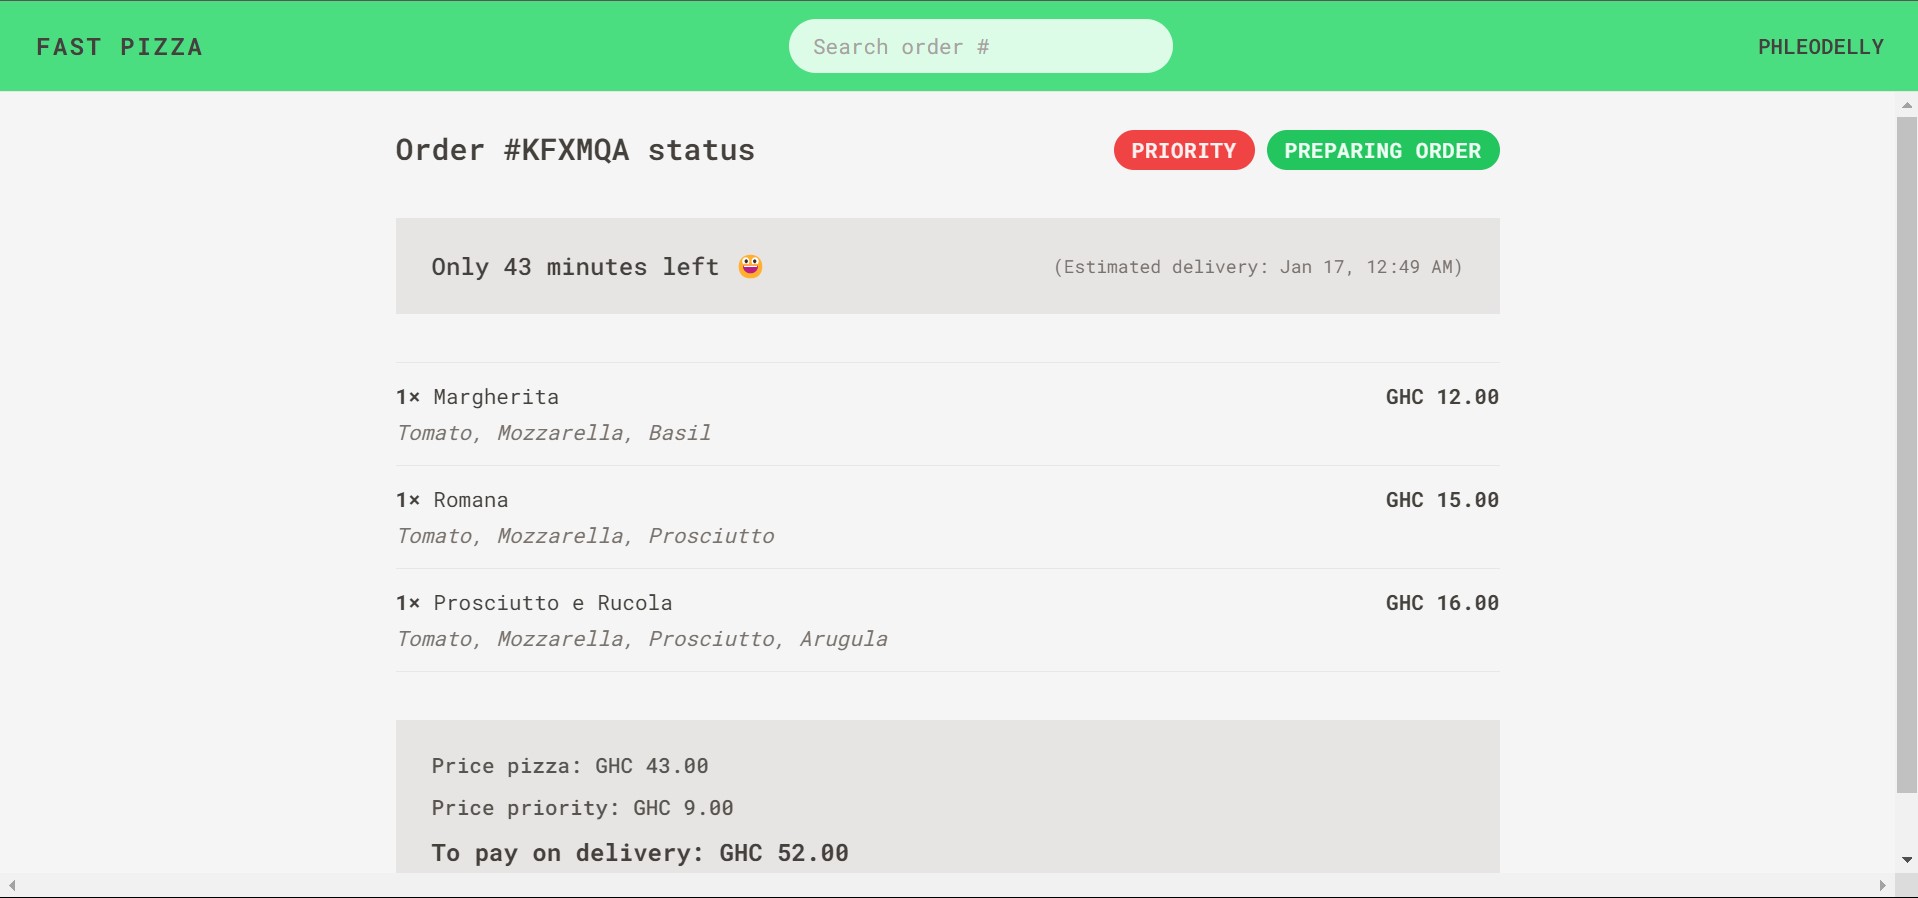 FAST PIZZA
Search order #
PHLEODELLY
Order #KFXMQA status
PRIORITY
PREPARING ORDER
Only 43 minutes left 😀
(Estimated delivery: Jan 17, 12:49 AM)
1× Margherita
GHC 12.00
Tomato, Mozzarella, Basil
1× Romana
GHC 15.00
Tomato, Mozzarella, Prosciutto
1× Prosciutto e Rucola
GHC 16.00
Tomato, Mozzarella, Prosciutto, Arugula
Price pizza: GHC 43.00
Price priority: GHC 9.00
To pay on delivery: GHC 52.00